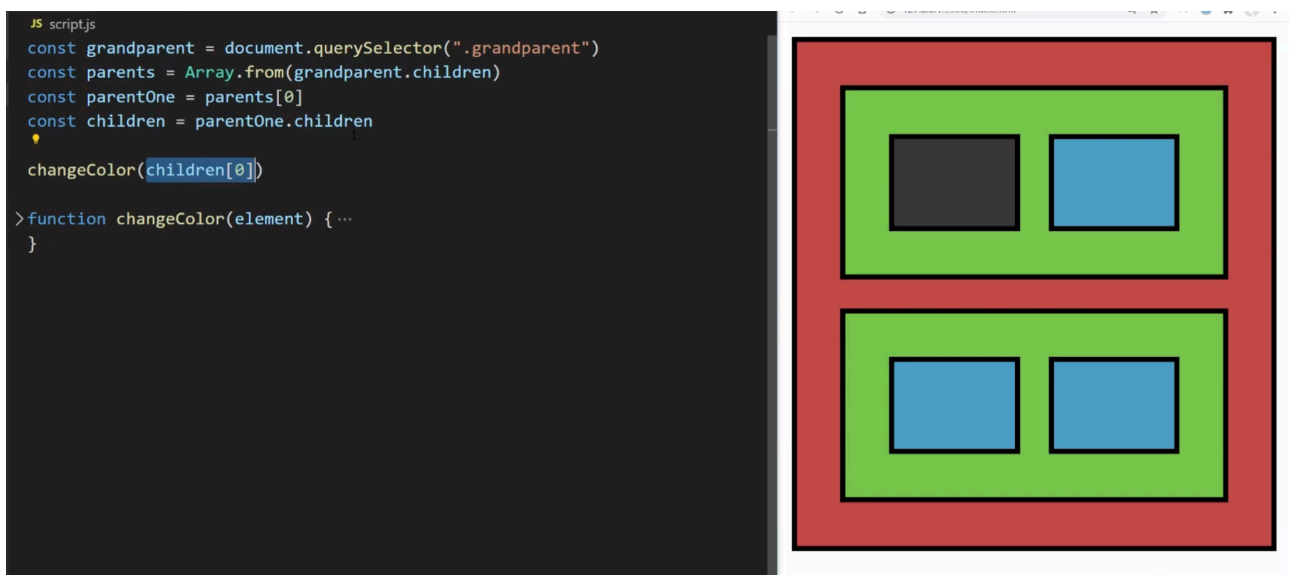 JS script.js
const grandparent = document.querySelector(".grandparent")
const parents = Array.from(grandparent.children)
const parentOne = parents[0]
const children = parentOne.children
changeColor(children[0])
function changeColor(element) {···
}